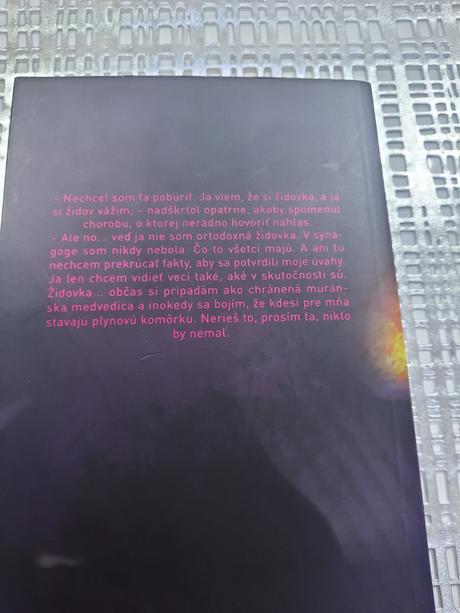 – Nechcel som ťa pobúriť. Ja viem, že si židovka, a ja
si židov vážim, – nadškrtol opatrne, akoby spomenul
chorobu, o ktorej neradno hovoriť nahlas.
– Ale no... veď ja nie som ortodoxná židovka. V syna-
góge som nikdy nebola. Čo to všetci majú. A ani tu
nechcem prekrúcať fakty, aby sa potvrdili moje úvahy.
Ja len chcem vidieť veci také, aké v skutočnosti sú.
Židovka... občas si pripadám ako chránená murán-
ska medvedica a inokedy sa bojím, že kdesi pre mňa
stavajú plynovú komôrku. Nerieš to, prosím ťa, nikto
by nemal.